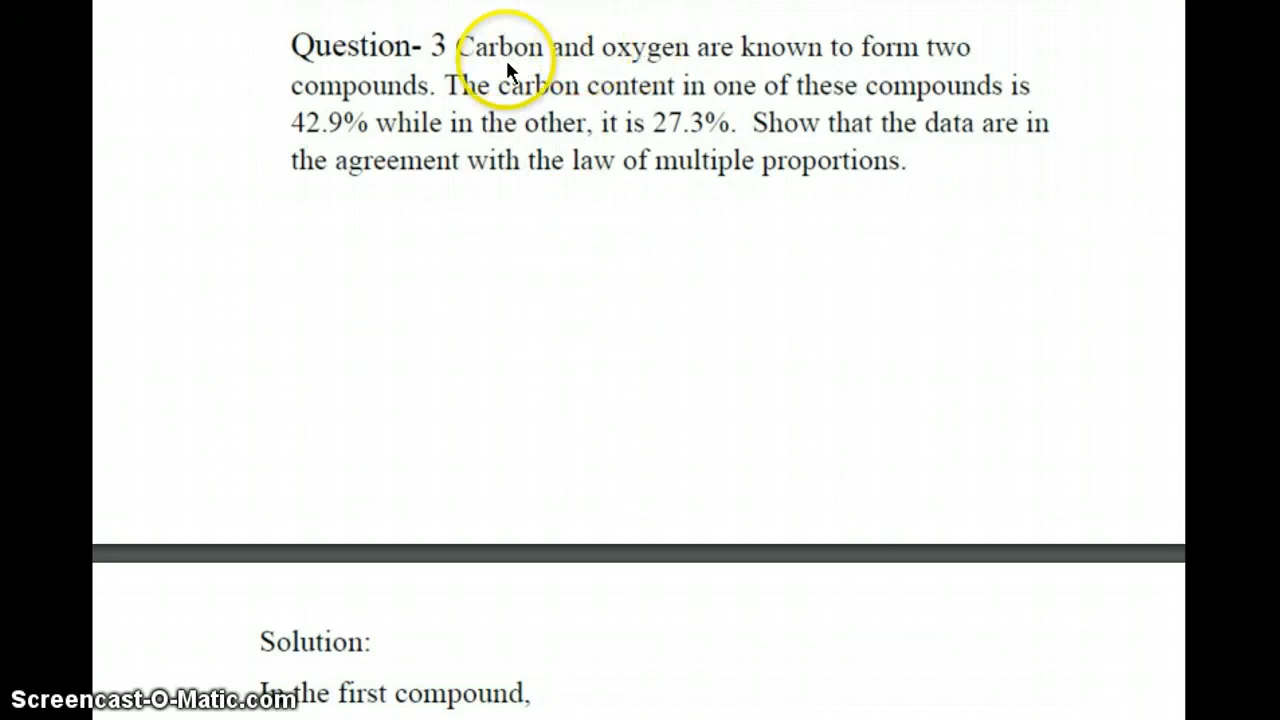 Question- 3 Carbon and oxygen are known to form two
compounds. The carbon content in one of these compounds is
42.9% while in the other, it is 27.3%.  Show that the data are in
the agreement with the law of multiple proportions.
Solution:
In the first compound,
Screencast-O-Matic.com